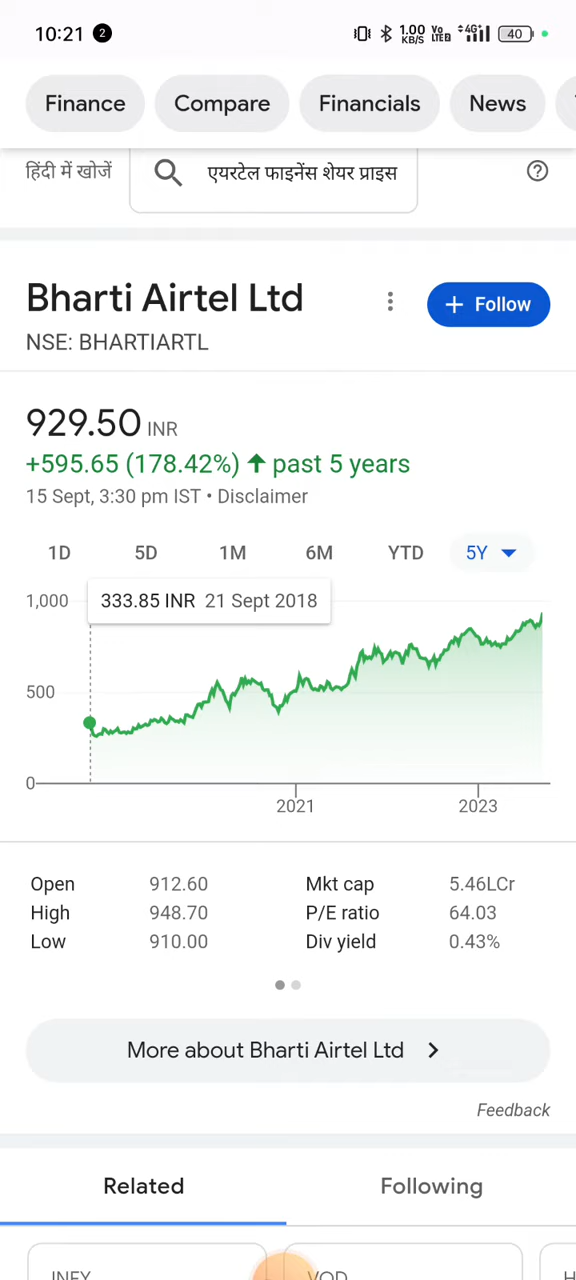 10:21 2 1.00 KB/S Vo LTE 2 4G+ 40
Finance Compare Financials News
हिंदी में खोजें एयरटेल फाइनेंस शेयर प्राइस ?
Bharti Airtel Ltd
+ Follow
NSE: BHARTIARTL
929.50 INR
+595.65 (178.42%) ↑ past 5 years
15 Sept, 3:30 pm IST • Disclaimer
1D 5D 1M 6M YTD 5Y
1,000
333.85 INR 21 Sept 2018
500
0
2021 2023
Open 912.60 Mkt cap 5.46LCr
High 948.70 P/E ratio 64.03
Low 910.00 Div yield 0.43%
More about Bharti Airtel Ltd >
Feedback
Related Following